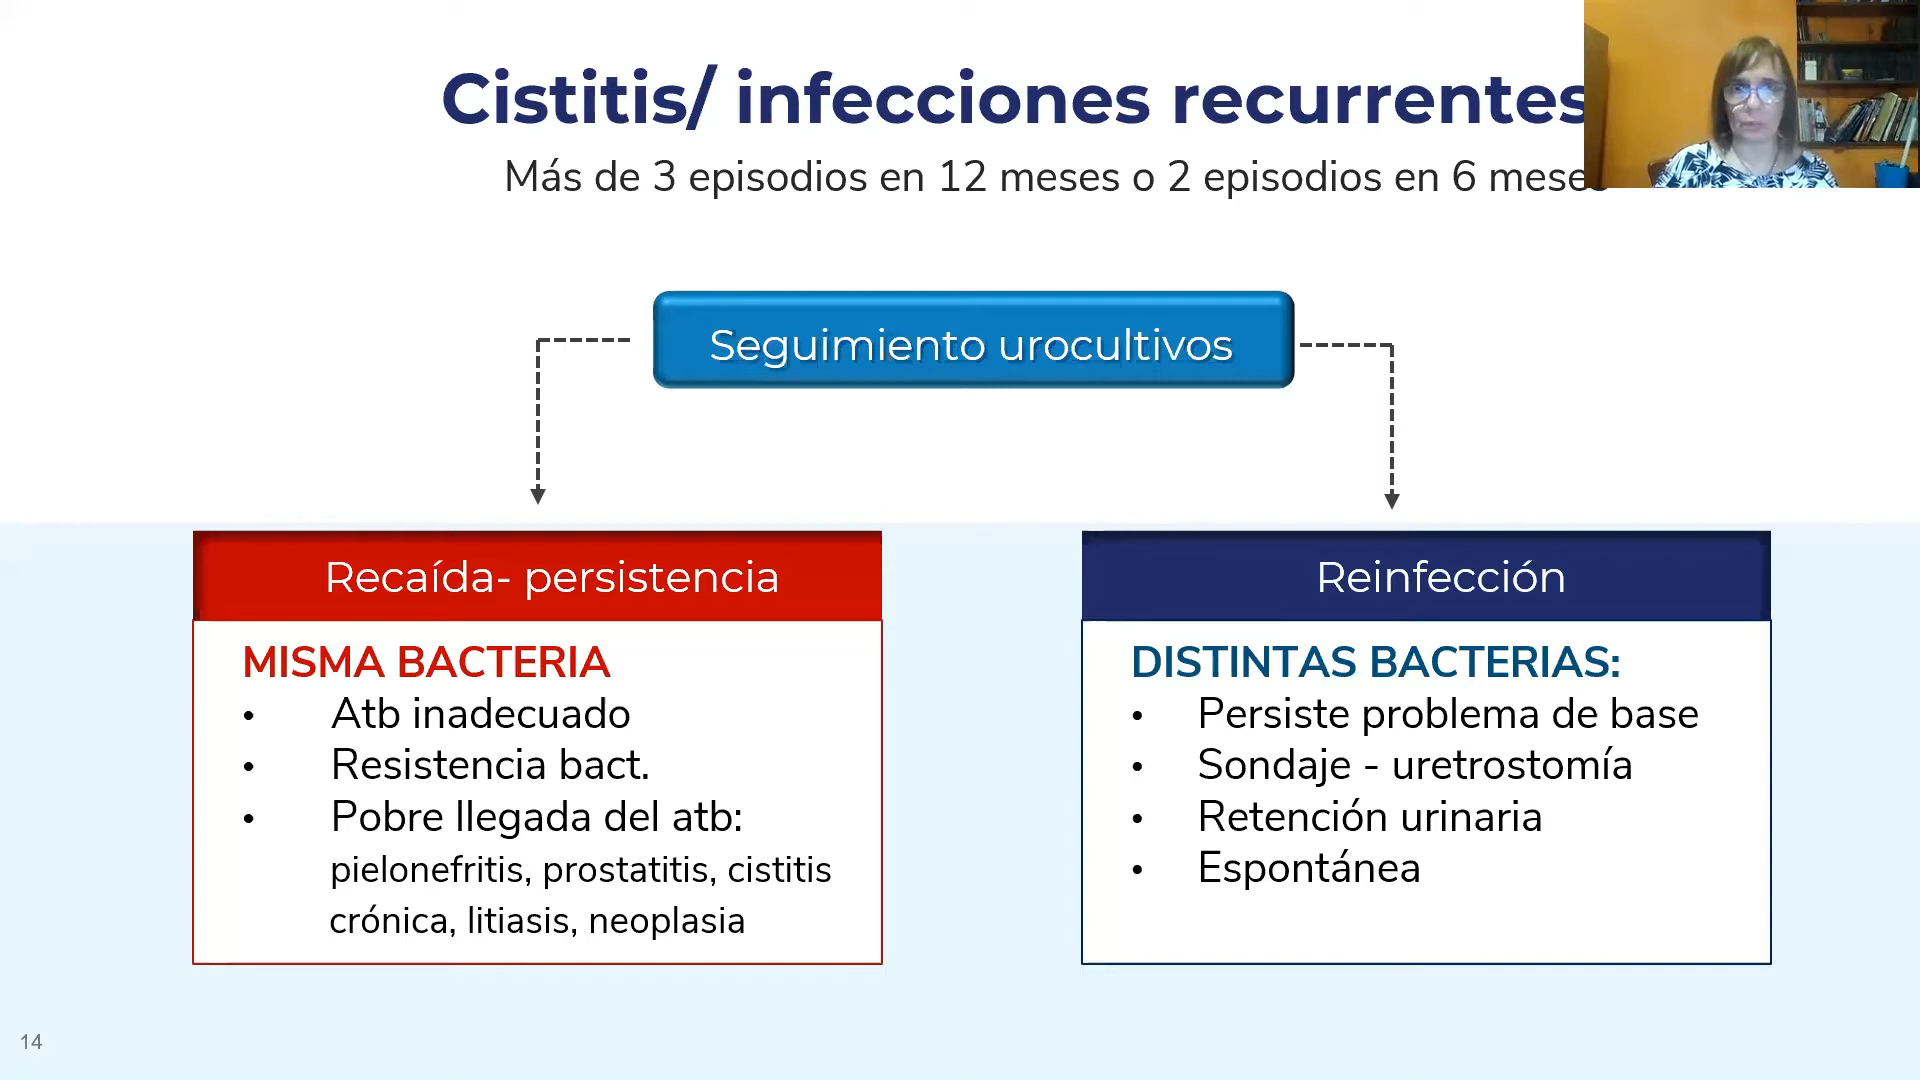 Cistitis/ infecciones recurrentes
Más de 3 episodios en 12 meses o 2 episodios en 6 meses
Seguimiento urocultivos
Recaída- persistencia
MISMA BACTERIA
• Atb inadecuado
• Resistencia bact.
• Pobre llegada del atb:
pielonefritis, prostatitis, cistitis
crónica, litiasis, neoplasia
Reinfección
DISTINTAS BACTERIAS:
• Persiste problema de base
• Sondaje - uretrostomía
• Retención urinaria
• Espontánea
14